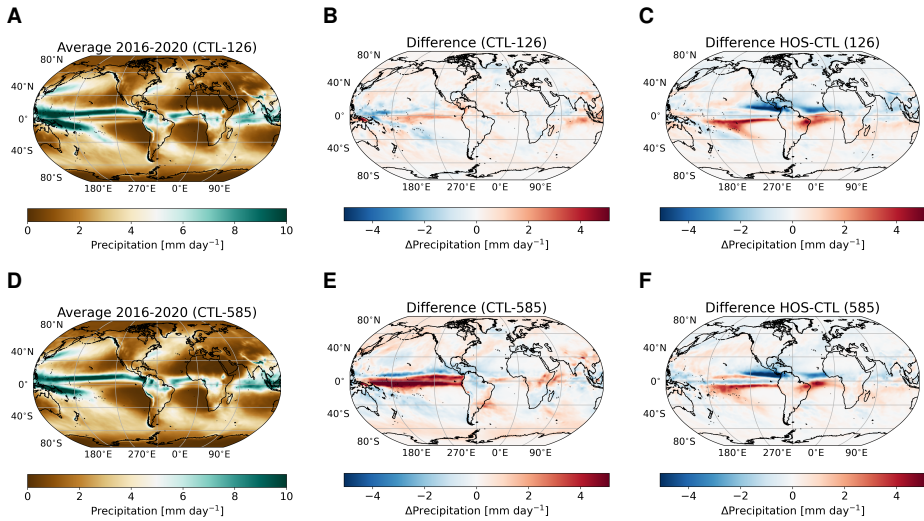 A
B
C
Average 2016-2020 (CTL-126)
Difference (CTL-126)
Difference HOS-CTL (126)
80°N
80°N
80°N
40°N
40°N
40°N
0°
0°
0°
40°S
40°S
40°S
80°S
80°S
80°S
180°E 270°E 0°E 90°E
180°E 270°E 0°E 90°E
180°E 270°E 0°E 90°E
0 2 4 6 8 10
−4 −2 0 2 4
−4 −2 0 2 4
Precipitation [mm day⁻¹]
ΔPrecipitation [mm day⁻¹]
ΔPrecipitation [mm day⁻¹]
D
E
F
Average 2016-2020 (CTL-585)
Difference (CTL-585)
Difference HOS-CTL (585)
80°N
80°N
80°N
40°N
40°N
40°N
0°
0°
0°
40°S
40°S
40°S
80°S
80°S
80°S
180°E 270°E 0°E 90°E
180°E 270°E 0°E 90°E
180°E 270°E 0°E 90°E
0 2 4 6 8 10
−4 −2 0 2 4
−4 −2 0 2 4
Precipitation [mm day⁻¹]
ΔPrecipitation [mm day⁻¹]
ΔPrecipitation [mm day⁻¹]